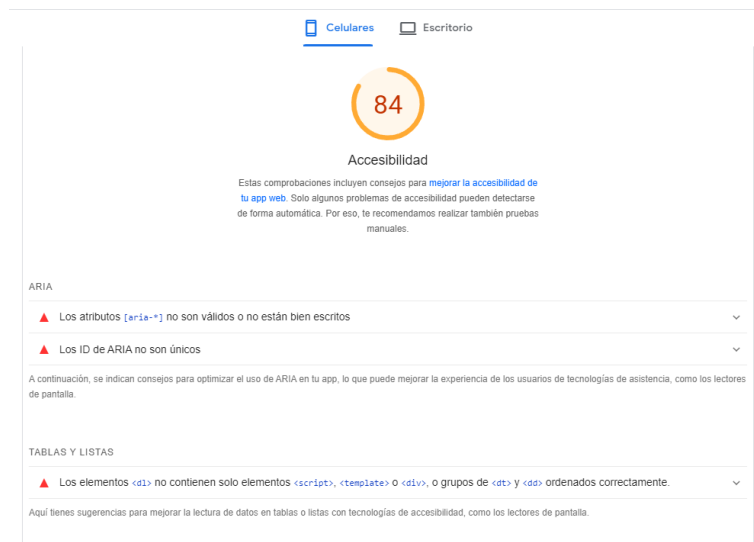 Celulares
Escritorio
84
Accesibilidad
Estas comprobaciones incluyen consejos para mejorar la accesibilidad de
tu app web. Solo algunos problemas de accesibilidad pueden detectarse
de forma automática. Por eso, te recomendamos realizar también pruebas
manuales.
ARIA
Los atributos [aria-*] no son válidos o no están bien escritos
Los ID de ARIA no son únicos
A continuación, se indican consejos para optimizar el uso de ARIA en tu app, lo que puede mejorar la experiencia de los usuarios de tecnologías de asistencia, como los lectores
de pantalla.
TABLAS Y LISTAS
Los elementos <dl> no contienen solo elementos <script>, <template> o <div>, o grupos de <dt> y <dd> ordenados correctamente.
Aquí tienes sugerencias para mejorar la lectura de datos en tablas o listas con tecnologías de accesibilidad, como los lectores de pantalla.